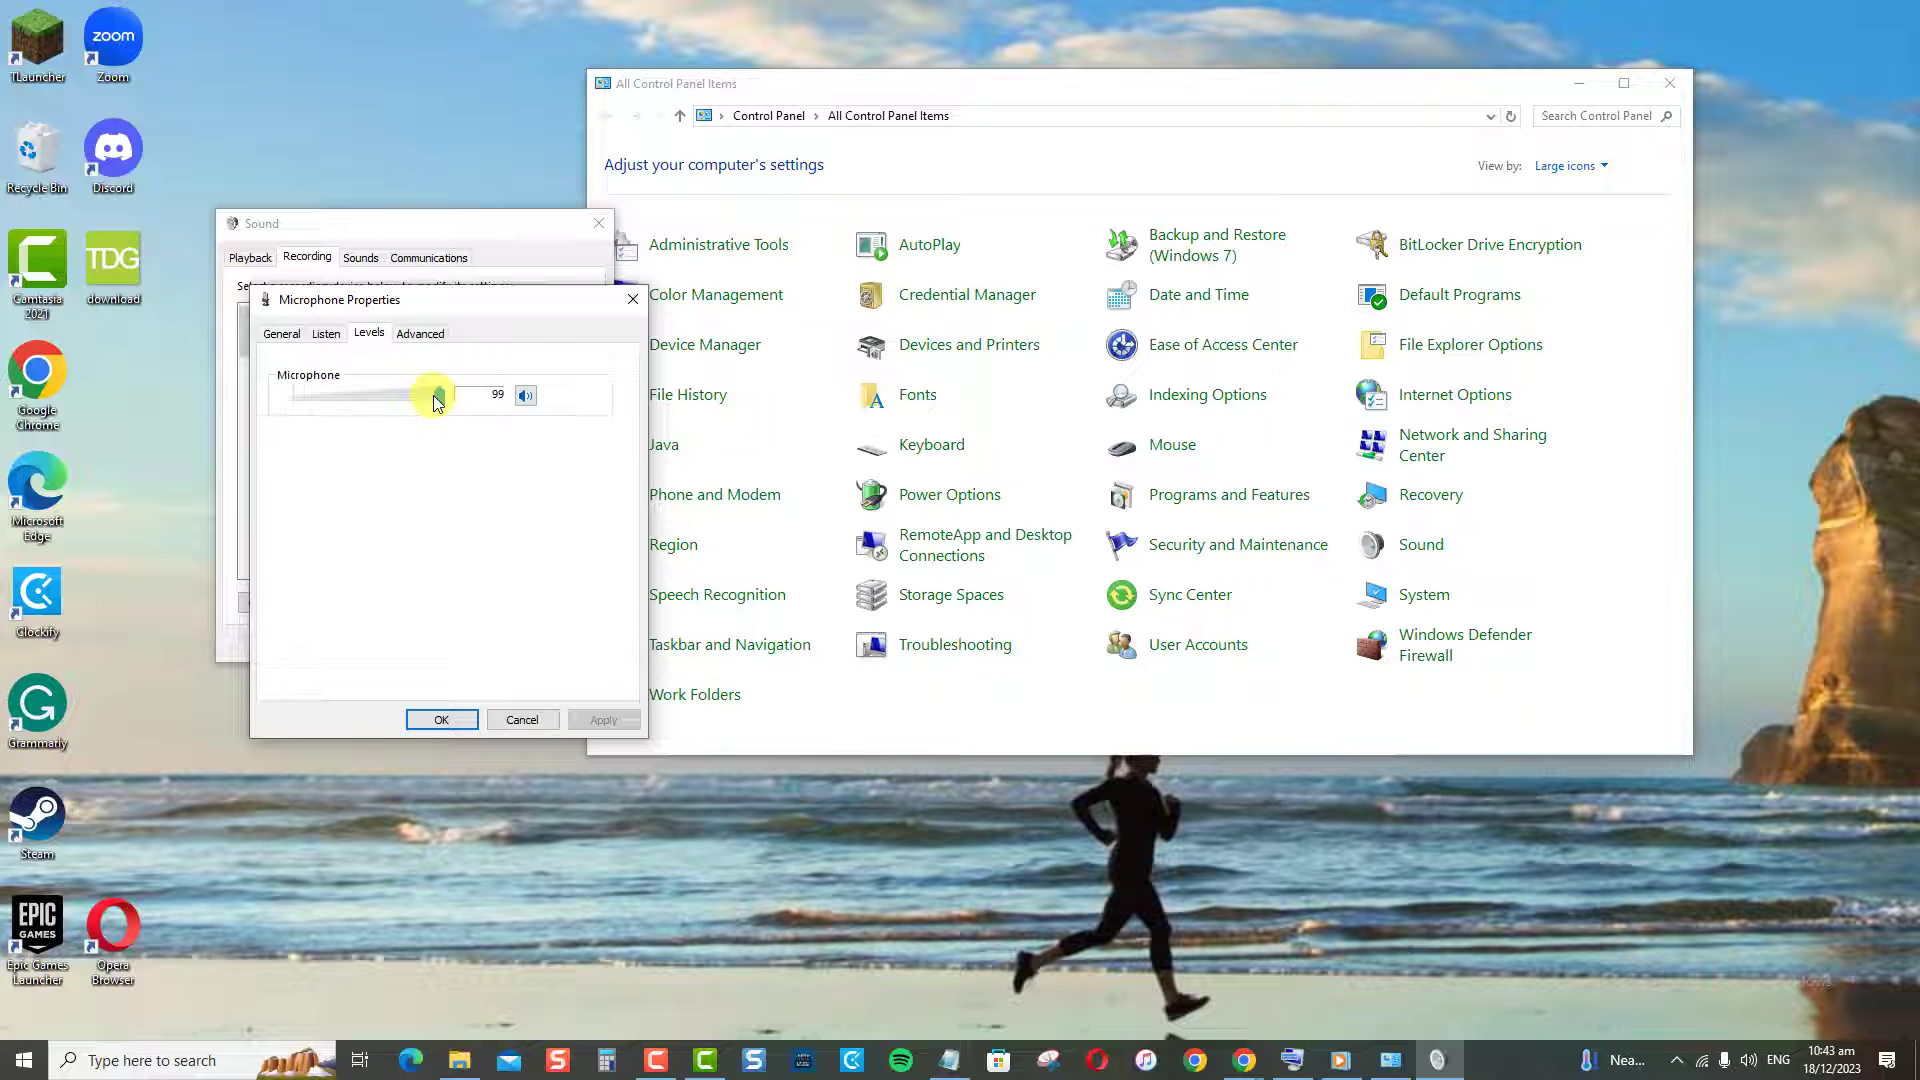 TLauncher
zoom
Zoom
Recycle Bin
Discord
Camtasia
2021
TDG
download
Google
Chrome
Microsoft
Edge
Clockify
Grammarly
Steam
EPIC
GAMES
Epic Games
Launcher
Opera
Browser
All Control Panel Items
Control Panel
All Control Panel Items
Search Control Panel
Adjust your computer's settings
View by: Large icons
Administrative Tools
AutoPlay
Backup and Restore
(Windows 7)
BitLocker Drive Encryption
Color Management
Credential Manager
Date and Time
Default Programs
Device Manager
Devices and Printers
Ease of Access Center
File Explorer Options
File History
Fonts
Indexing Options
Internet Options
Java
Keyboard
Mouse
Network and Sharing
Center
Phone and Modem
Power Options
Programs and Features
Recovery
Region
RemoteApp and Desktop
Connections
Security and Maintenance
Sound
Speech Recognition
Storage Spaces
Sync Center
System
Taskbar and Navigation
Troubleshooting
User Accounts
Windows Defender
Firewall
Work Folders
Sound
Playback Recording Sounds Communications
Microphone Properties
General Listen Levels Advanced
Microphone
99
OK Cancel Apply
Type here to search
Nea...
ENG
10:43 am
18/12/2023